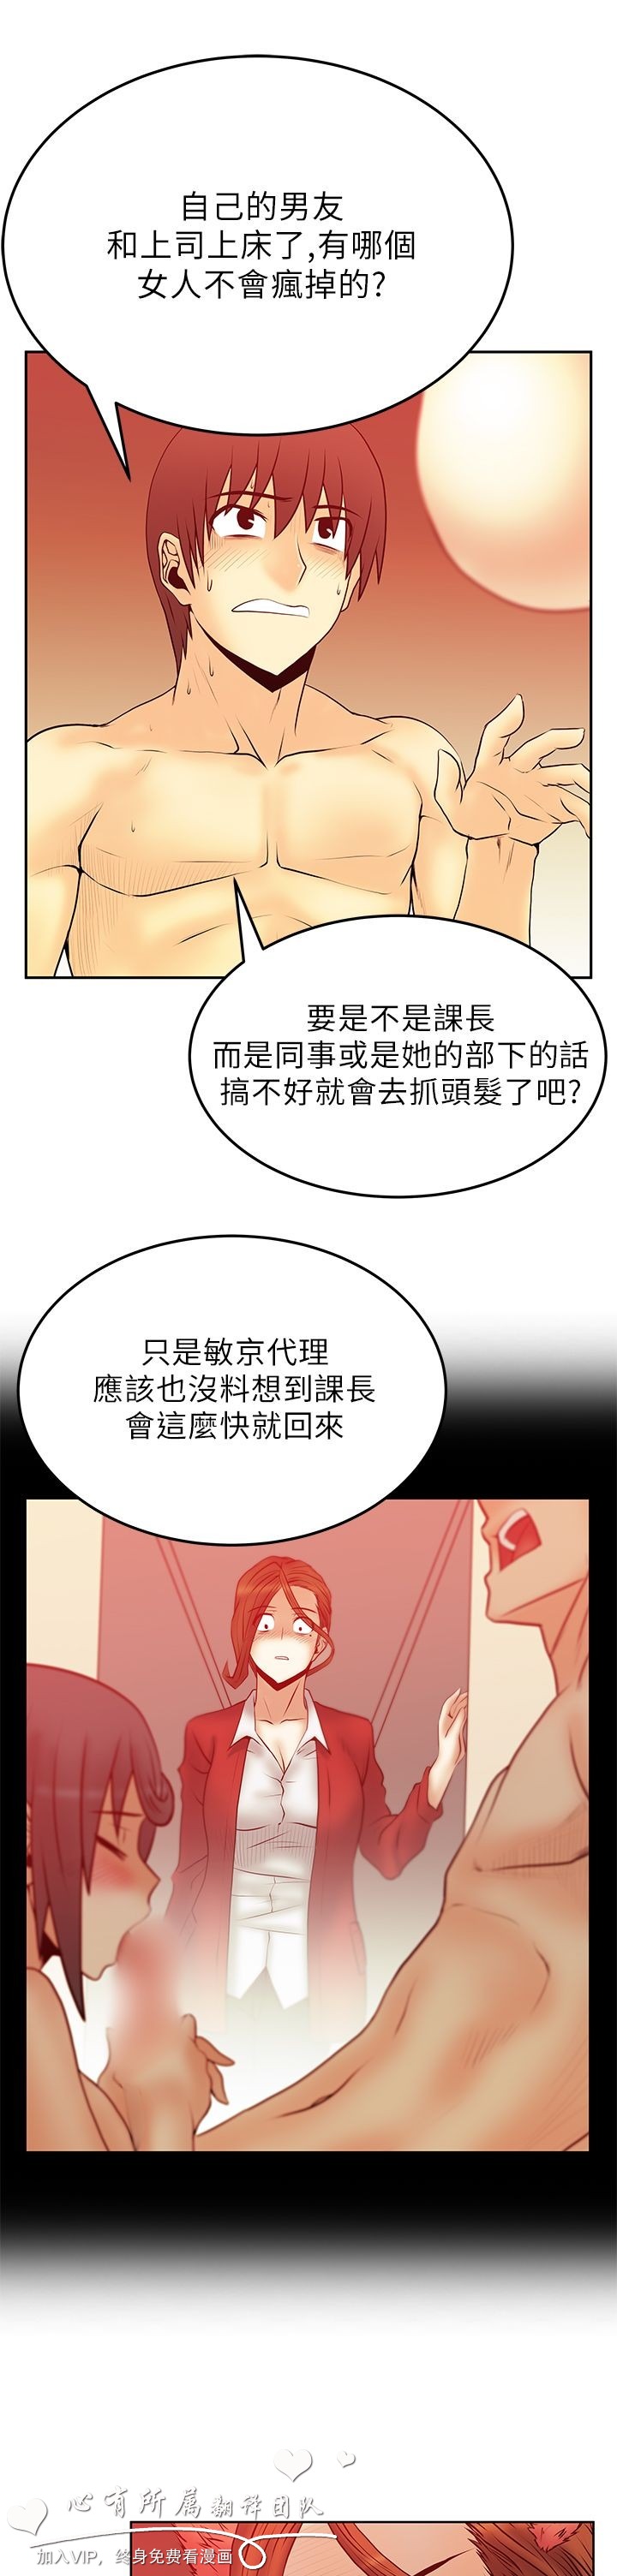 自己的男友
和上司上床了,有哪個
女人不會瘋掉的?
要是不是課長
而是同事或是她的部下的話
搞不好就會去抓頭髮了吧?
只是敏京代理
應該也沒料想到課長
會這麼快就回來
心有所属翻译团队
加入VIP，终身免费看漫画